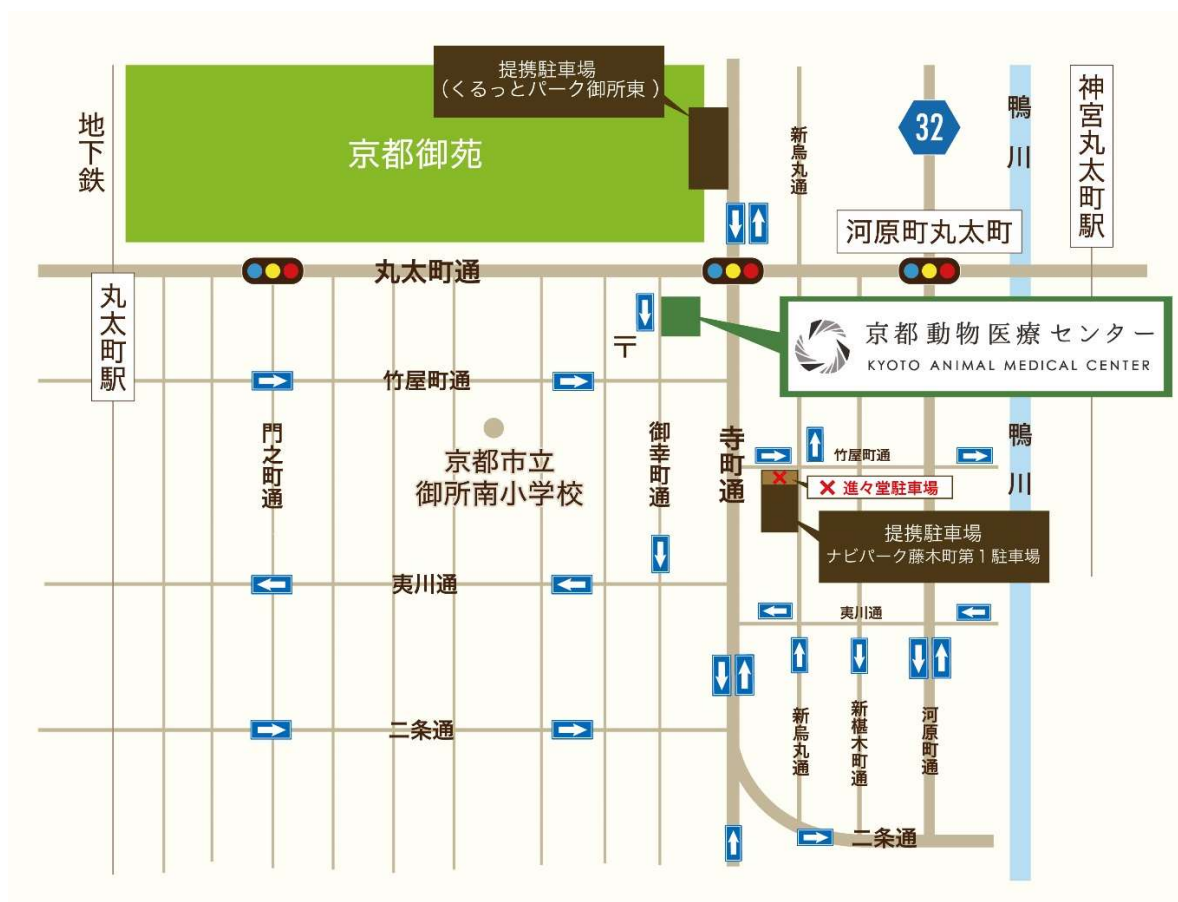 提携駐車場
（くるっとパーク御所東 ）
京都御苑
地下鉄
丸太町駅
新烏丸通
32
鴨川
神宮丸太町駅
河原町丸太町
丸太町通
〒
京都動物医療センター
KYOTO ANIMAL MEDICAL CENTER
竹屋町通
門之町通
京都市立
御所南小学校
御幸町通
寺町通
竹屋町通
鴨川
× 進々堂駐車場
提携駐車場
ナビパーク藤木町第１駐車場
夷川通
夷川通
二条通
新烏丸通
新椹木町通
河原町通
二条通